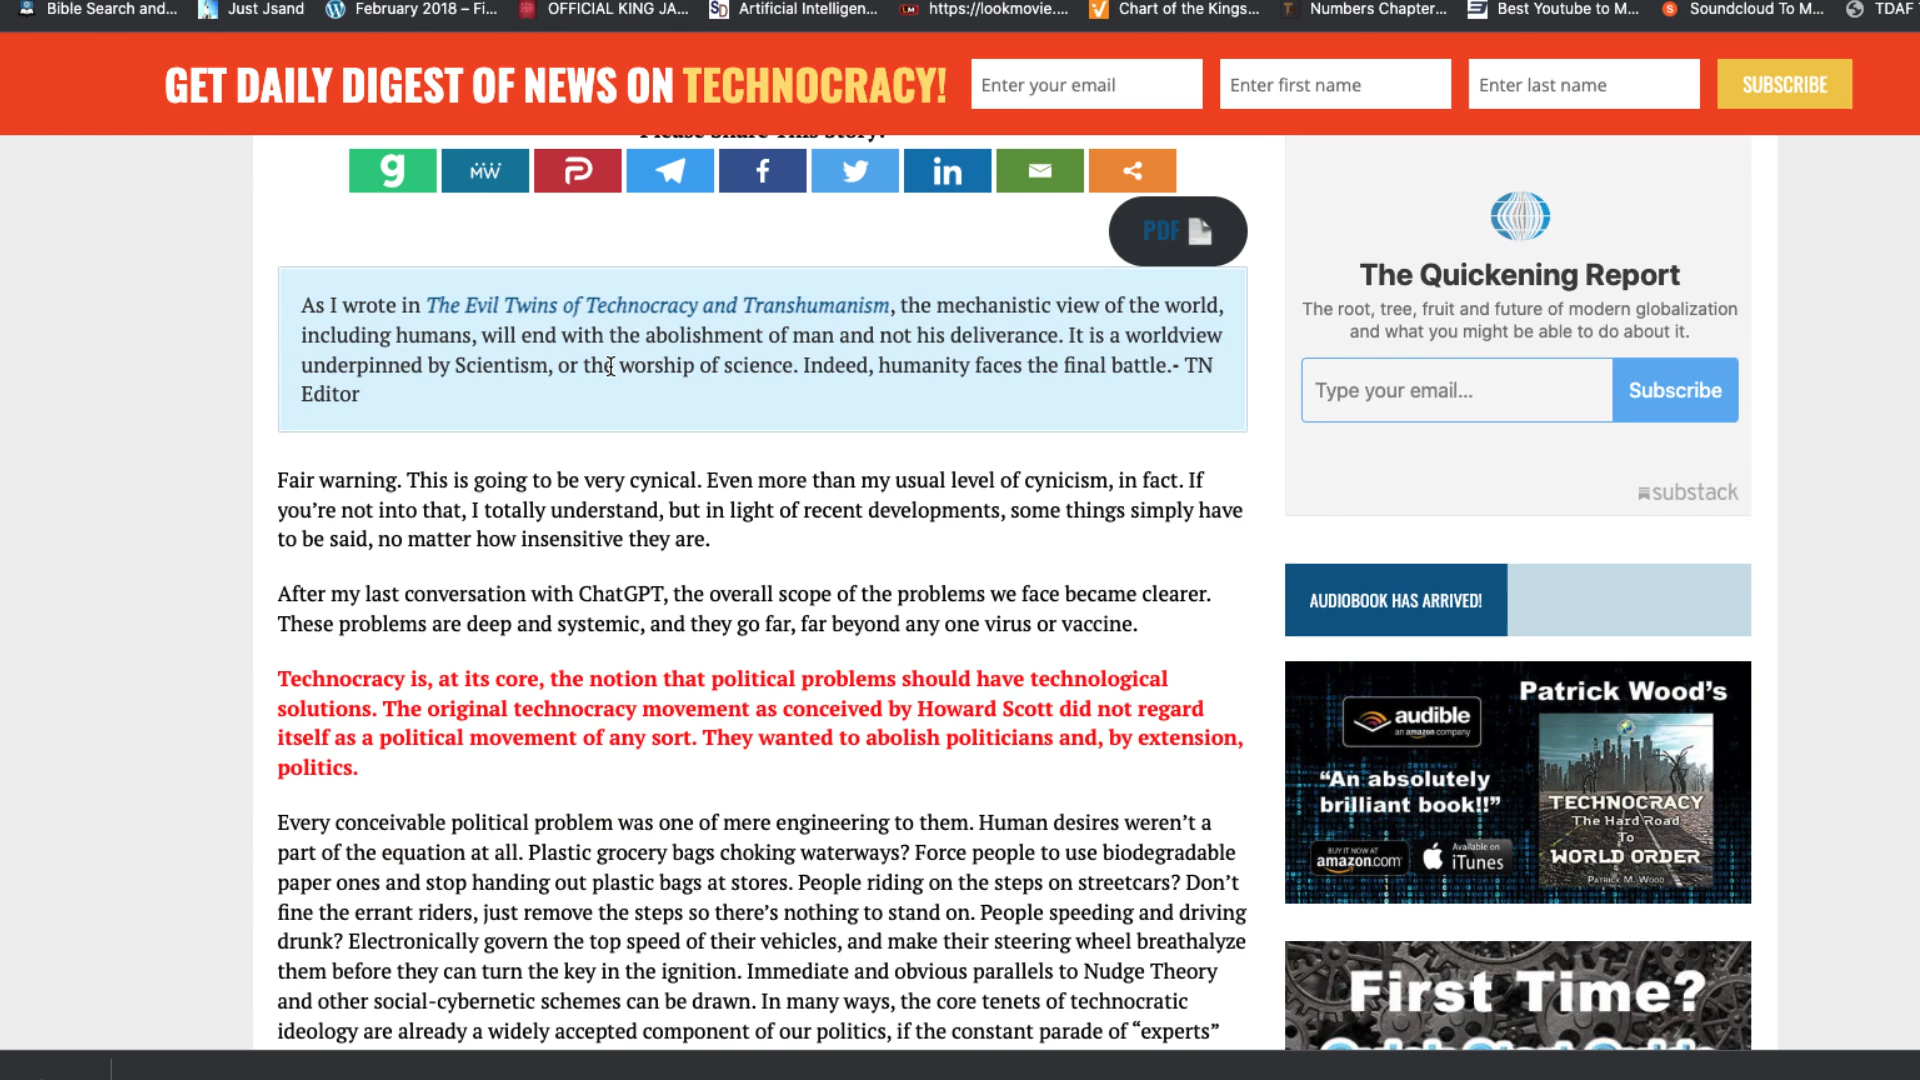 Bible Search and...
Just Jsand
February 2018 – Fi...
OFFICIAL KING JA...
Artificial Intelligen...
https://lookmovie....
Chart of the Kings...
Numbers Chapter...
Best Youtube to M...
Soundcloud To M...
TDAF
GET DAILY DIGEST OF NEWS ON TECHNOCRACY!
Enter your email
Enter first name
Enter last name
SUBSCRIBE
Please Share This Story!
PDF
As I wrote in The Evil Twins of Technocracy and Transhumanism, the mechanistic view of the world,
including humans, will end with the abolishment of man and not his deliverance. It is a worldview
underpinned by Scientism, or the worship of science. Indeed, humanity faces the final battle.- TN
Editor
Fair warning. This is going to be very cynical. Even more than my usual level of cynicism, in fact. If
you’re not into that, I totally understand, but in light of recent developments, some things simply have
to be said, no matter how insensitive they are.
After my last conversation with ChatGPT, the overall scope of the problems we face became clearer.
These problems are deep and systemic, and they go far, far beyond any one virus or vaccine.
Technocracy is, at its core, the notion that political problems should have technological
solutions. The original technocracy movement as conceived by Howard Scott did not regard
itself as a political movement of any sort. They wanted to abolish politicians and, by extension,
politics.
Every conceivable political problem was one of mere engineering to them. Human desires weren’t a
part of the equation at all. Plastic grocery bags choking waterways? Force people to use biodegradable
paper ones and stop handing out plastic bags at stores. People riding on the steps on streetcars? Don’t
fine the errant riders, just remove the steps so there’s nothing to stand on. People speeding and driving
drunk? Electronically govern the top speed of their vehicles, and make their steering wheel breathalyze
them before they can turn the key in the ignition. Immediate and obvious parallels to Nudge Theory
and other social-cybernetic schemes can be drawn. In many ways, the core tenets of technocratic
ideology are already a widely accepted component of our politics, if the constant parade of “experts”
The Quickening Report
The root, tree, fruit and future of modern globalization
and what you might be able to do about it.
Type your email...
Subscribe
substack
AUDIOBOOK HAS ARRIVED!
Patrick Wood’s
audible
an amazon company
“An absolutely
brilliant book!!”
BUY IT NOW AT
amazon.com
Available on
iTunes
TECHNOCRACY
The Hard Road
To
WORLD ORDER
PATRICK M. WOOD
First Time?
Quick Start Guide